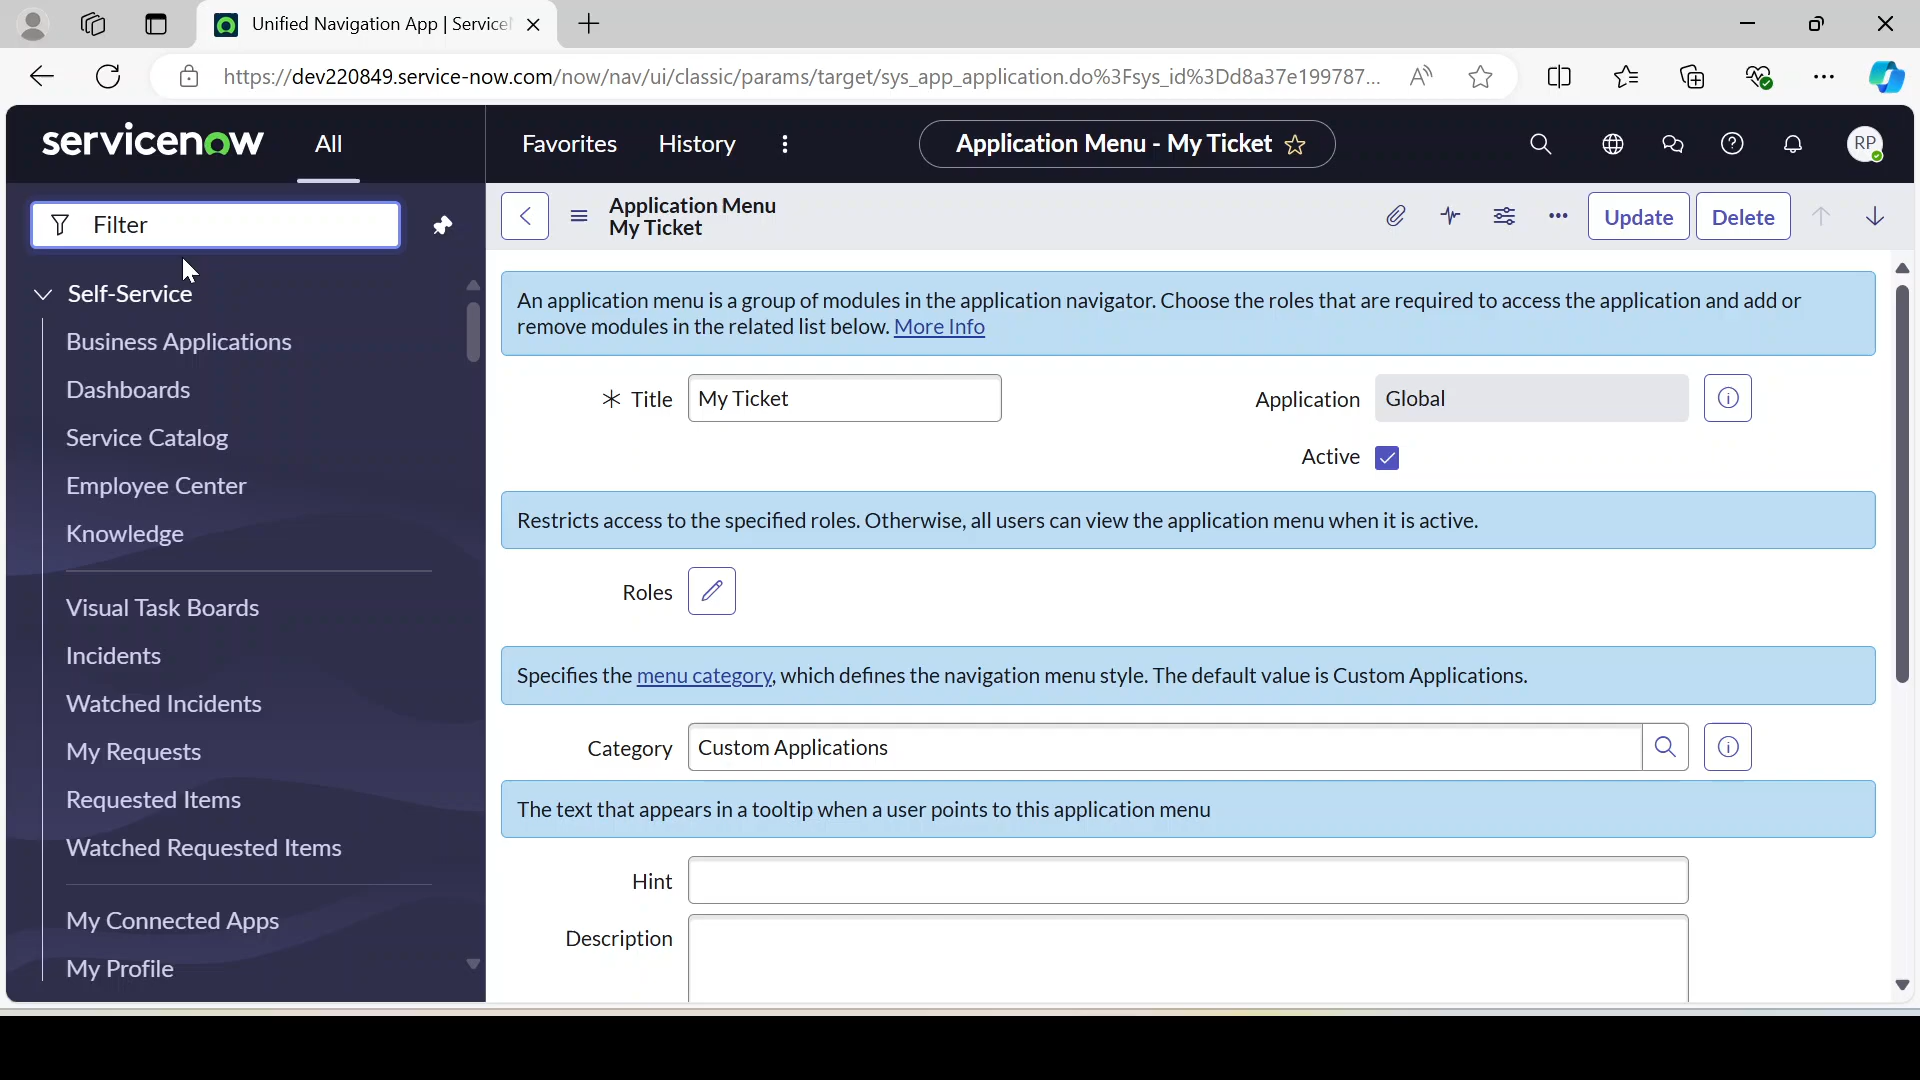 Unified Navigation App | Service
https://dev220849.service-now.com/now/nav/ui/classic/params/target/sys_app_application.do%3Fsys_id%3Dd8a37e199787...
servicenow
All
Favorites
History
Application Menu - My Ticket
RP
Filter
Self-Service
Business Applications
Dashboards
Service Catalog
Employee Center
Knowledge
Visual Task Boards
Incidents
Watched Incidents
My Requests
Requested Items
Watched Requested Items
My Connected Apps
My Profile
Application Menu
My Ticket
Update
Delete
An application menu is a group of modules in the application navigator. Choose the roles that are required to access the application and add or
remove modules in the related list below. More Info
Title My Ticket
Application Global
Active
Restricts access to the specified roles. Otherwise, all users can view the application menu when it is active.
Roles
Specifies the menu category, which defines the navigation menu style. The default value is Custom Applications.
Category Custom Applications
The text that appears in a tooltip when a user points to this application menu
Hint
Description